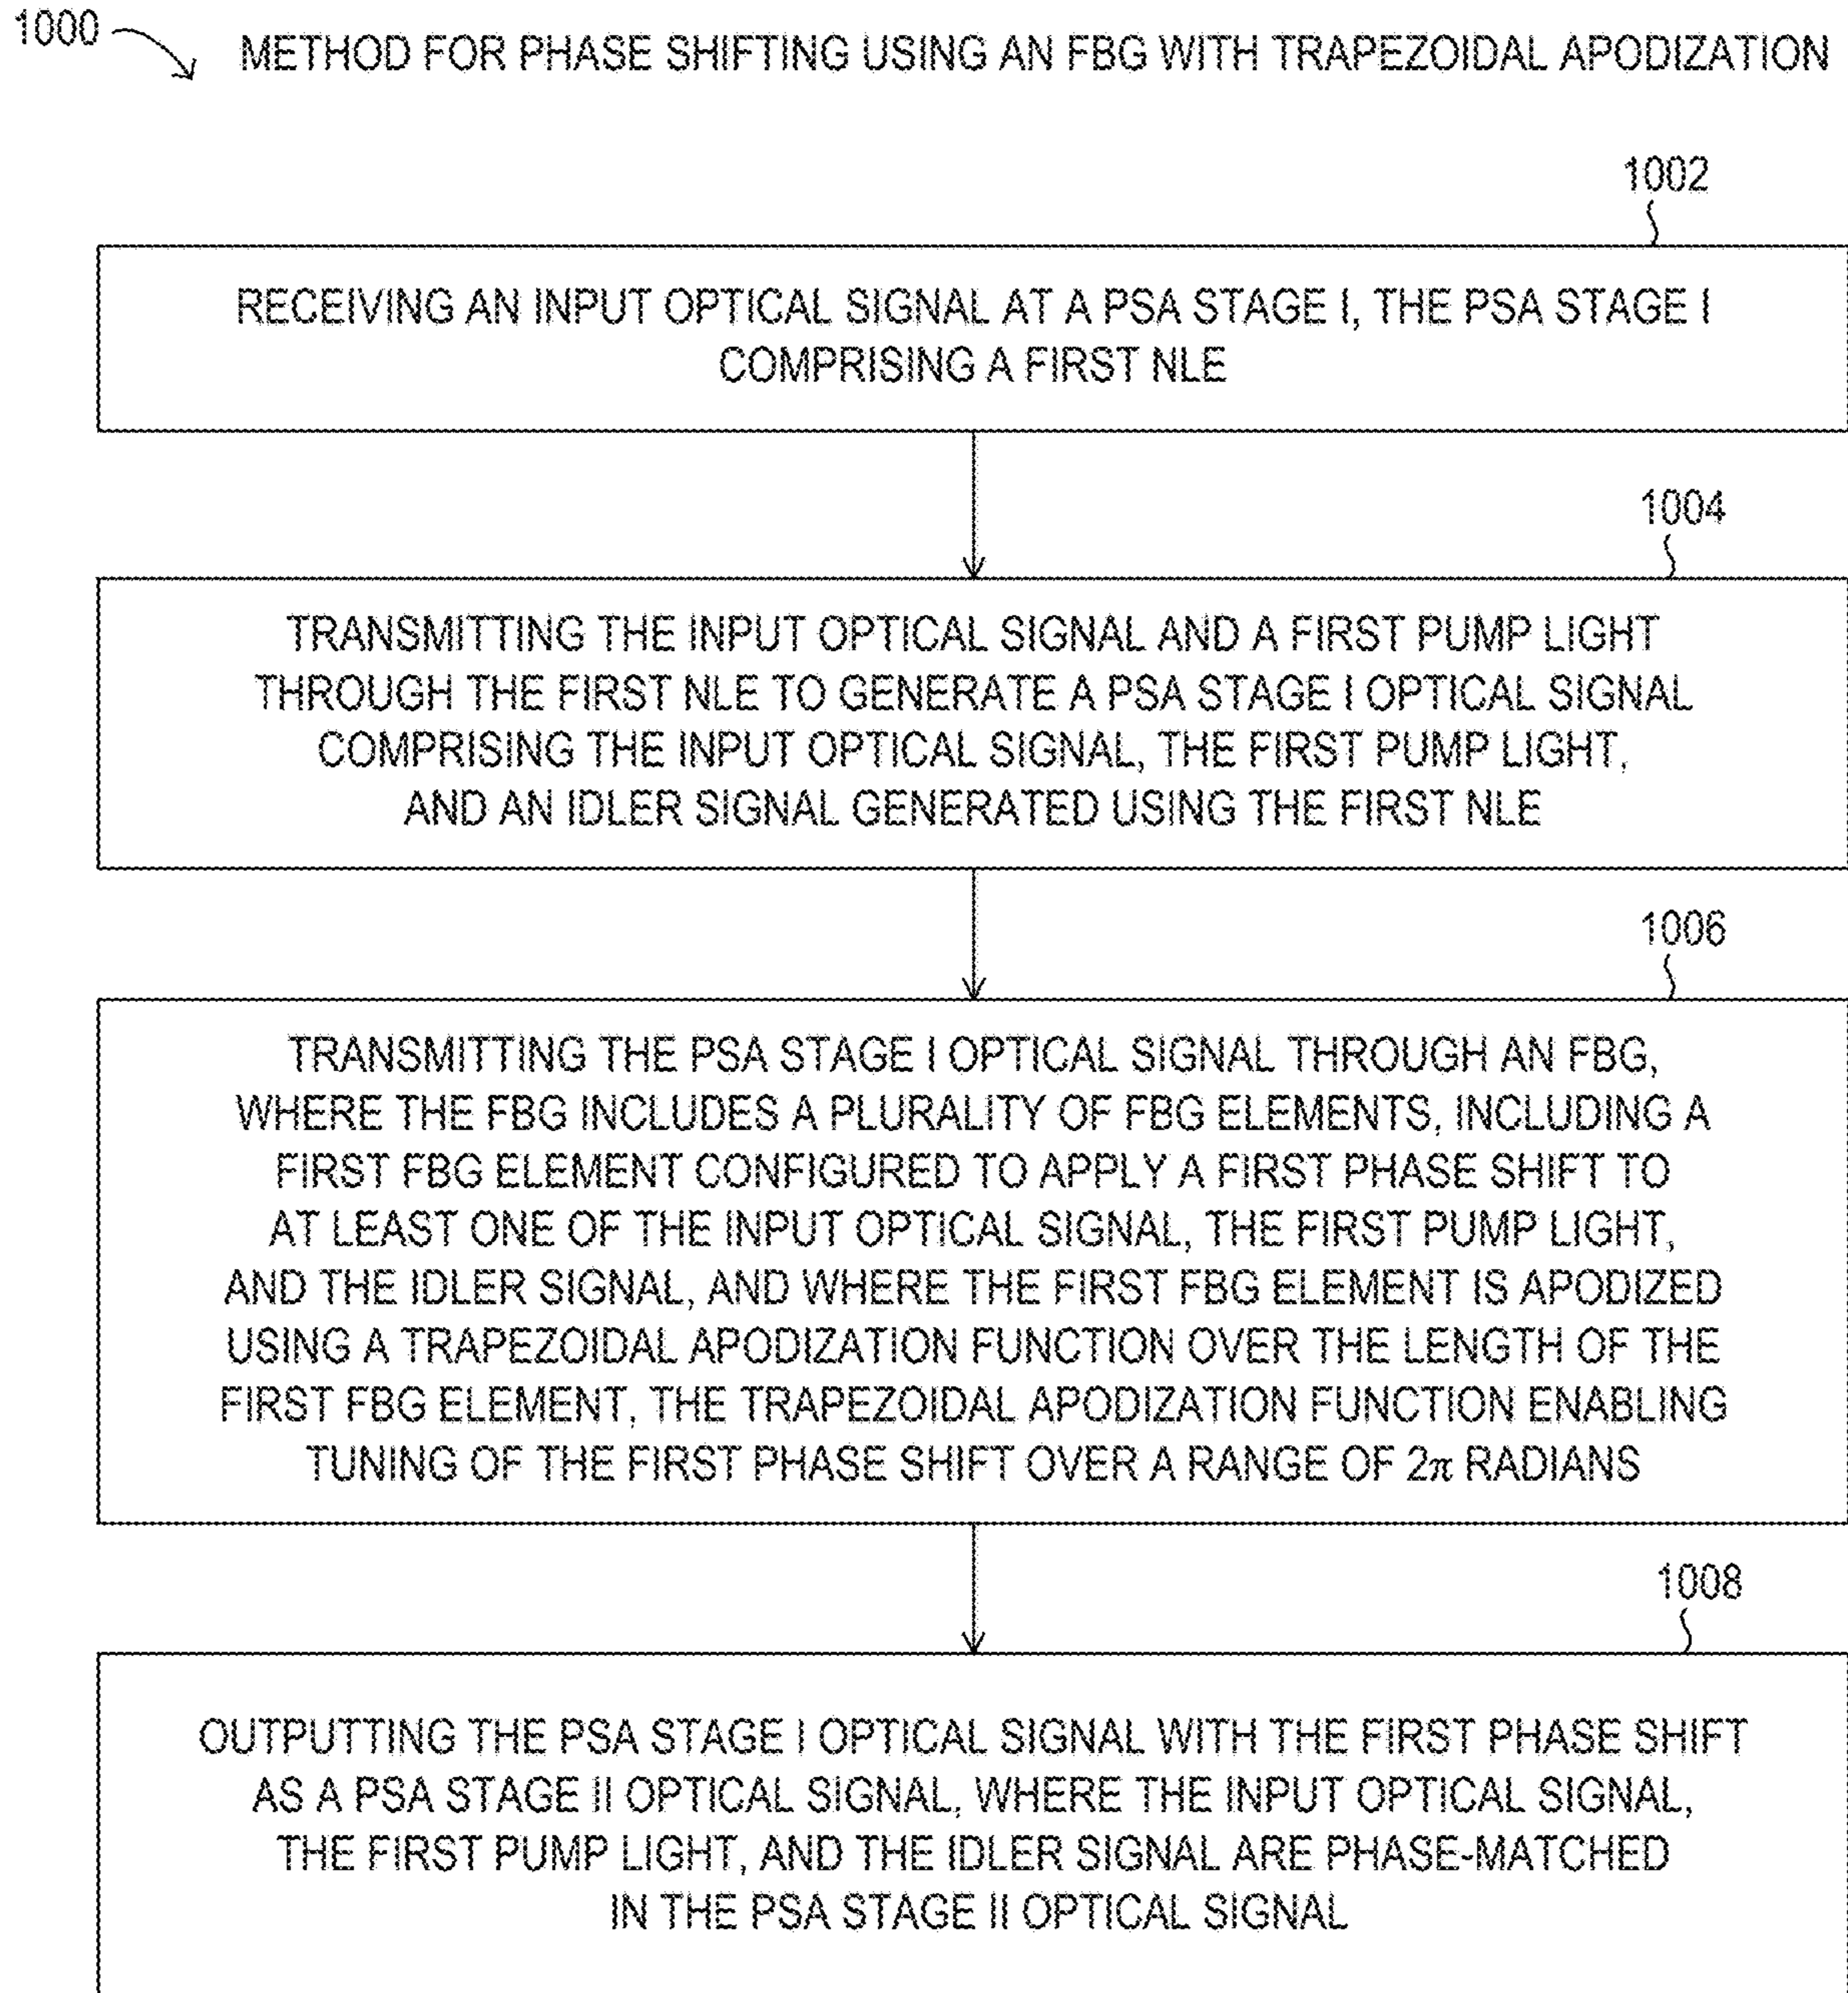 1000
METHOD FOR PHASE SHIFTING USING AN FBG WITH TRAPEZOIDAL APODIZATION
1002
RECEIVING AN INPUT OPTICAL SIGNAL AT A PSA STAGE I, THE PSA STAGE I
COMPRISING A FIRST NLE
1004
TRANSMITTING THE INPUT OPTICAL SIGNAL AND A FIRST PUMP LIGHT
THROUGH THE FIRST NLE TO GENERATE A PSA STAGE I OPTICAL SIGNAL
COMPRISING THE INPUT OPTICAL SIGNAL, THE FIRST PUMP LIGHT,
AND AN IDLER SIGNAL GENERATED USING THE FIRST NLE
1006
TRANSMITTING THE PSA STAGE I OPTICAL SIGNAL THROUGH AN FBG,
WHERE THE FBG INCLUDES A PLURALITY OF FBG ELEMENTS, INCLUDING A
FIRST FBG ELEMENT CONFIGURED TO APPLY A FIRST PHASE SHIFT TO
AT LEAST ONE OF THE INPUT OPTICAL SIGNAL, THE FIRST PUMP LIGHT,
AND THE IDLER SIGNAL, AND WHERE THE FIRST FBG ELEMENT IS APODIZED
USING A TRAPEZOIDAL APODIZATION FUNCTION OVER THE LENGTH OF THE
FIRST FBG ELEMENT, THE TRAPEZOIDAL APODIZATION FUNCTION ENABLING
TUNING OF THE FIRST PHASE SHIFT OVER A RANGE OF 2π RADIANS
1008
OUTPUTTING THE PSA STAGE I OPTICAL SIGNAL WITH THE FIRST PHASE SHIFT
AS A PSA STAGE II OPTICAL SIGNAL, WHERE THE INPUT OPTICAL SIGNAL,
THE FIRST PUMP LIGHT, AND THE IDLER SIGNAL ARE PHASE-MATCHED
IN THE PSA STAGE II OPTICAL SIGNAL